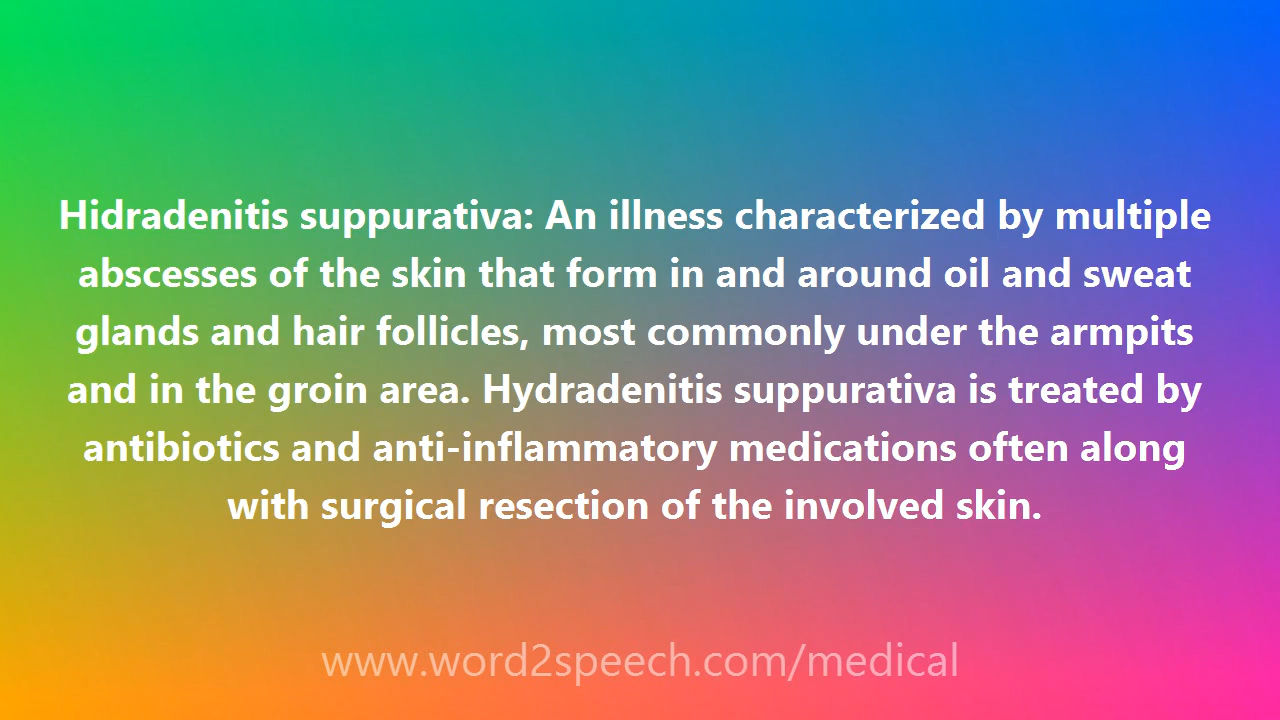 Hidradenitis suppurativa: An illness characterized by multiple
abscesses of the skin that form in and around oil and sweat
glands and hair follicles, most commonly under the armpits
and in the groin area. Hydradenitis suppurativa is treated by
antibiotics and anti-inflammatory medications often along
with surgical resection of the involved skin.
www.word2speech.com/medical